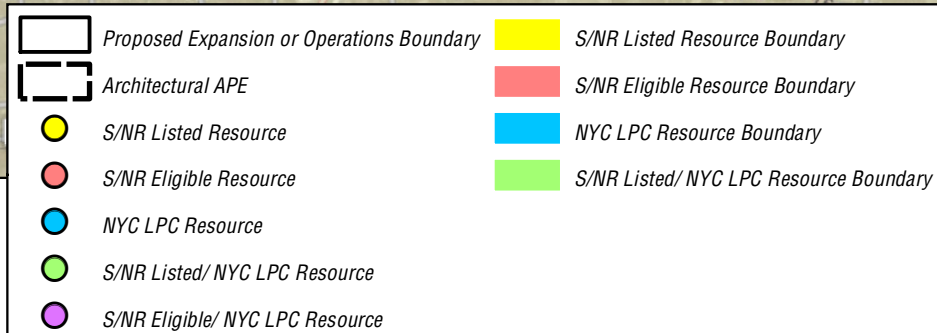 Proposed Expansion or Operations Boundary
Architectural APE
S/NR Listed Resource
S/NR Eligible Resource
NYC LPC Resource
S/NR Listed/ NYC LPC Resource
S/NR Eligible/ NYC LPC Resource
S/NR Listed Resource Boundary
S/NR Eligible Resource Boundary
NYC LPC Resource Boundary
S/NR Listed/ NYC LPC Resource Boundary